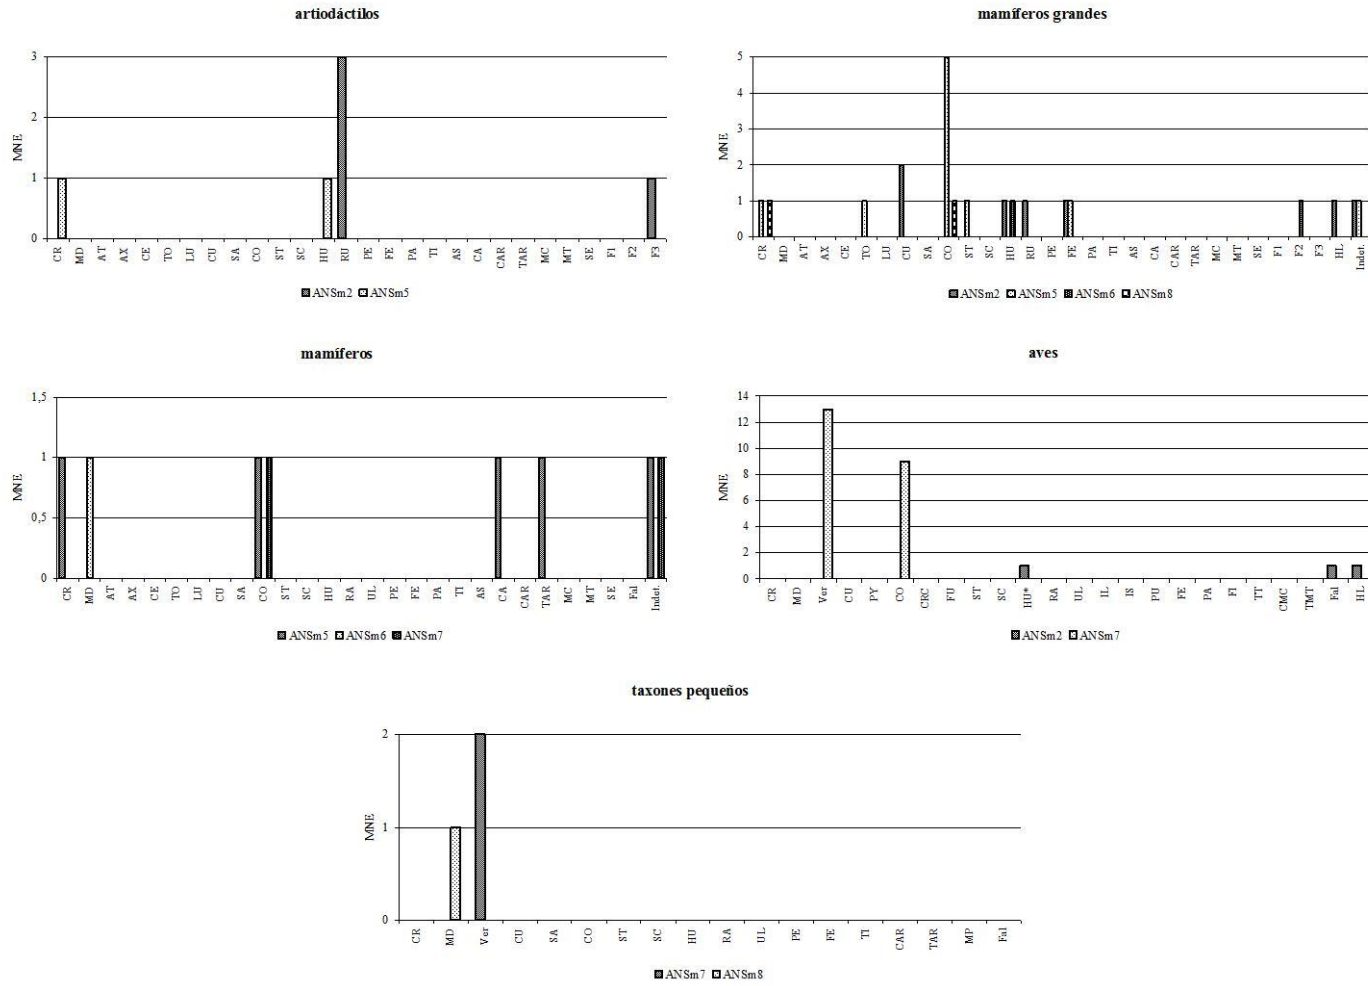 artiodáctilos
3
2
1
0
MNE
CR MD AT AX CE TO LU CU SA CO ST SC HU RU PE FE PA TI AS CA CAR TAR MC MT SE F1 F2 F3
ANSm2 ANSm5
mamíferos grandes
5
4
3
2
1
0
MNE
CR MD AT AX CE TO LU CU SA CO ST SC HU RU PE FE PA TI AS CA CAR TAR MC MT SE F1 F2 F3 HL Indet.
ANSm2 ANSm5 ANSm6 ANSm8
mamíferos
1,5
1
0,5
0
MNE
CR MD AT AX CE TO LU CU SA CO ST SC HU RA UL PE FE PA TI AS CA CAR TAR MC MT SE Fal Indet.
ANSm5 ANSm6 ANSm7
aves
14
12
10
8
6
4
2
0
MNE
CR MD Ver CU PY CO CRC FU ST SC HU* RA UL IL IS PU FE PA FI TT CMC TMT Fal HL
ANSm2 ANSm7
taxones pequeños
2
1
0
MNE
CR MD Ver CU SA CO ST SC HU RA UL PE FE TI CAR TAR MP Fal
ANSm7 ANSm8